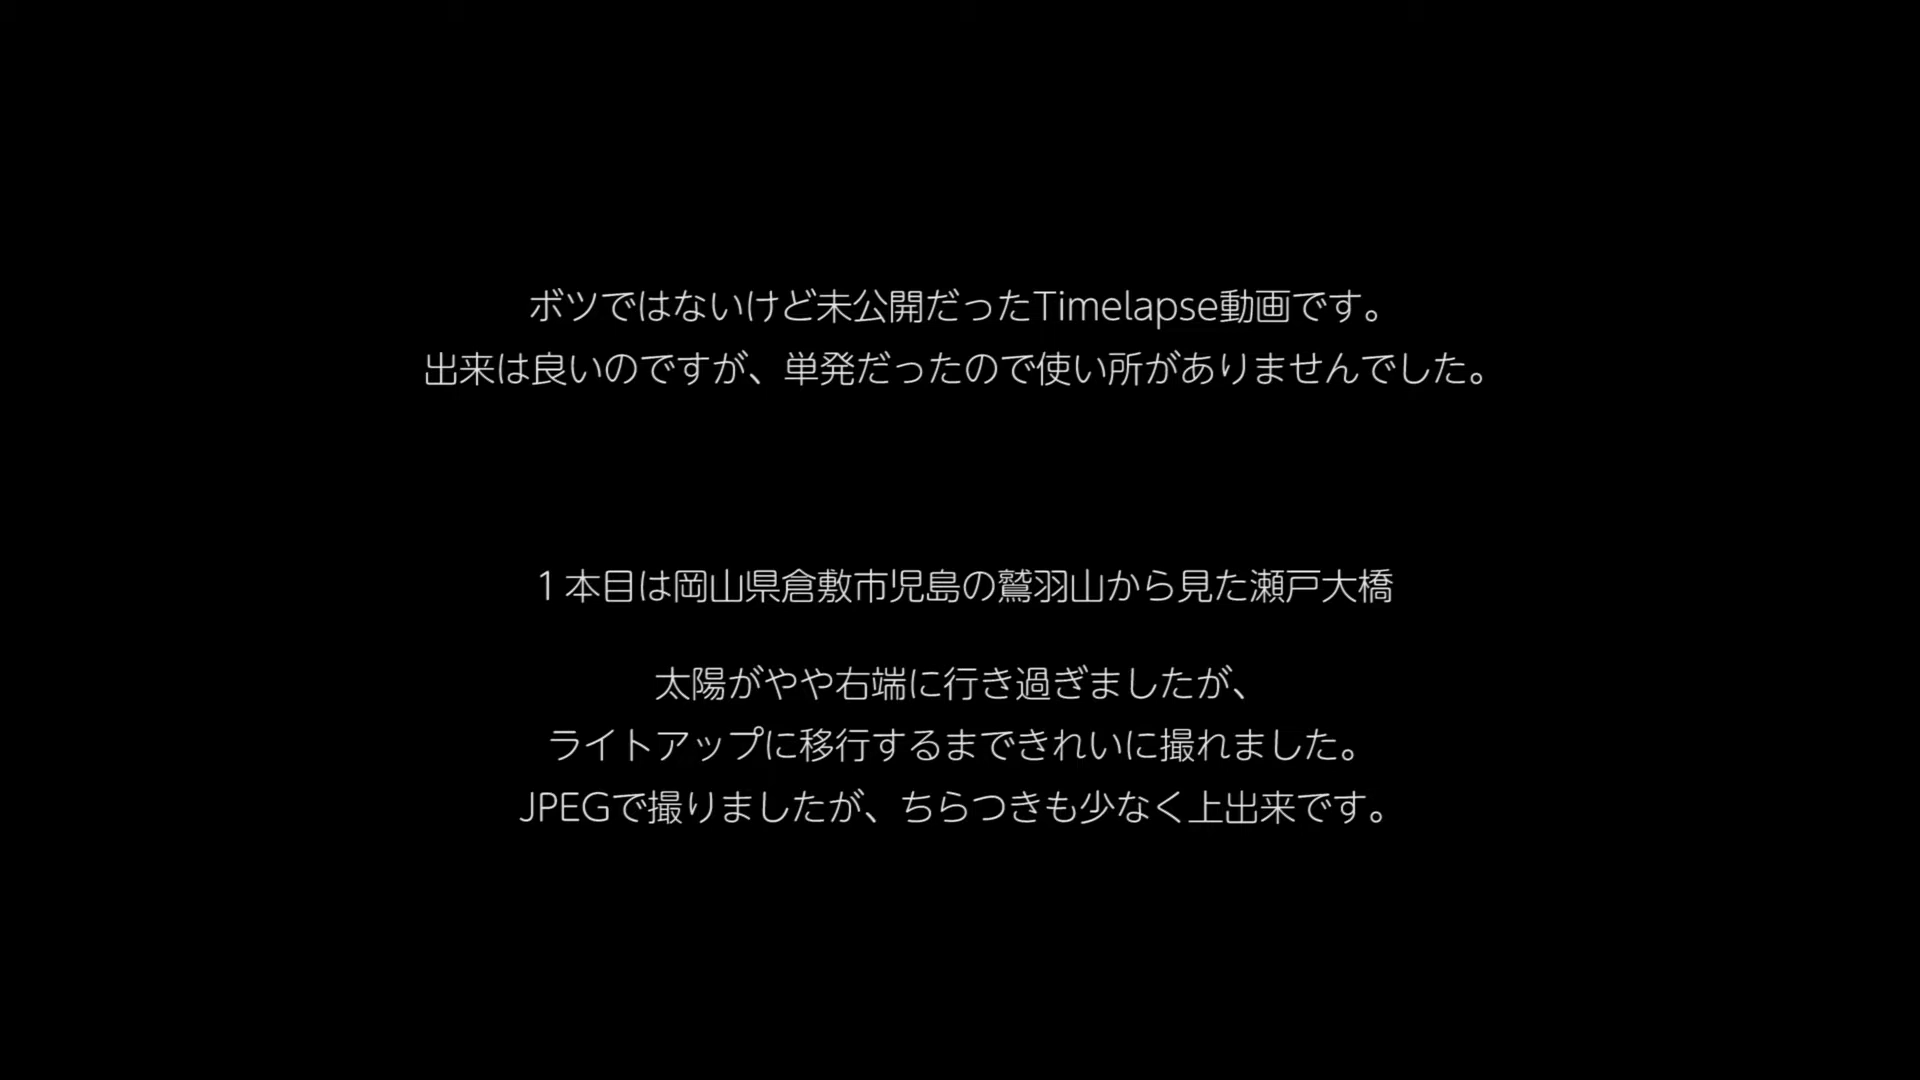 ボツではないけど未公開だったTimelapse動画です。
出来は良いのですが、単発だったので使い所がありませんでした。
１本目は岡山県倉敷市児島の鷲羽山から見た瀬戸大橋
太陽がやや右端に行き過ぎましたが、
ライトアップに移行するまできれいに撮れました。
JPEGで撮りましたが、ちらつきも少なく上出来です。